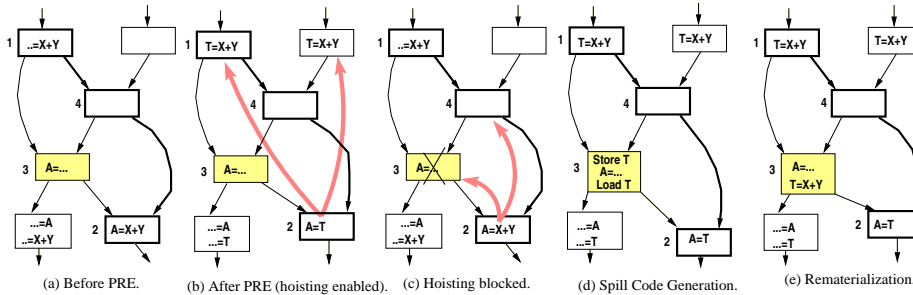 1
..=X+Y
4
3
A=...
...=A
..=X+Y
2
A=X+Y
(a) Before PRE.
1
T=X+Y
T=X+Y
4
3
A=...
...=A
...=T
2
A=T
(b) After PRE (hoisting enabled).
1
..=X+Y
4
3
A=...
...=A
..=X+Y
2
A=X+Y
(c) Hoisting blocked.
1
T=X+Y
T=X+Y
4
3
Store T
A=...
Load T
...=A
...=T
2
A=T
(d) Spill Code Generation.
1
T=X+Y
T=X+Y
4
3
A=...
T=X+Y
...=A
...=T
2
A=T
(e) Rematerialization